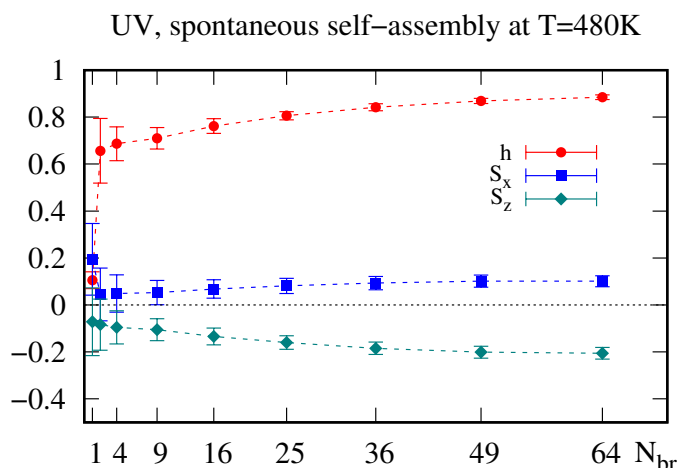 UV, spontaneous self−assembly at T=480K
1
0.8
0.6
0.4
0.2
0
−0.2
−0.4
h
S_x
S_z
1 4 9 16 25 36 49 64 N_br